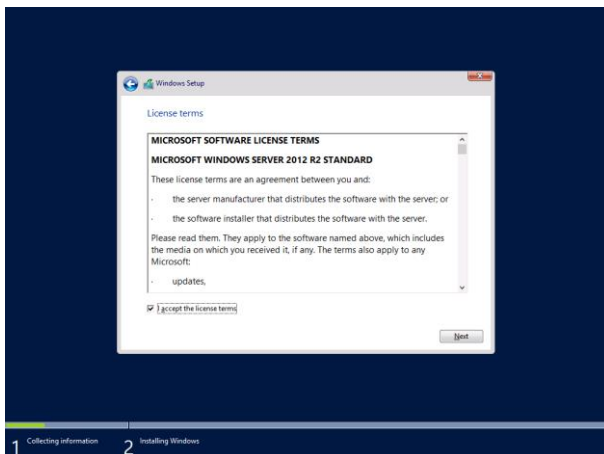 Windows Setup
License terms
MICROSOFT SOFTWARE LICENSE TERMS
MICROSOFT WINDOWS SERVER 2012 R2 STANDARD
These license terms are an agreement between you and:
· the server manufacturer that distributes the software with the server; or
· the software installer that distributes the software with the server.
Please read them. They apply to the software named above, which includes
the media on which you received it, if any. The terms also apply to any
Microsoft:
· updates,
I accept the license terms
Next
1 Collecting information
2 Installing Windows